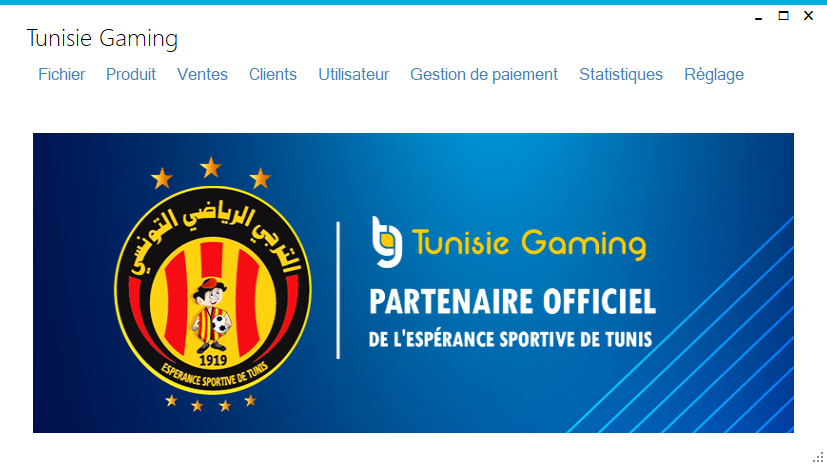 Tunisie Gaming
Fichier Produit Ventes Clients Utilisateur Gestion de paiement Statistiques Règlage
الترجي الرياضي التونسي
1919
ESPERANCE SPORTIVE DE TUNIS
tg Tunisie Gaming
PARTENAIRE OFFICIEL
DE L'ESPÉRANCE SPORTIVE DE TUNIS